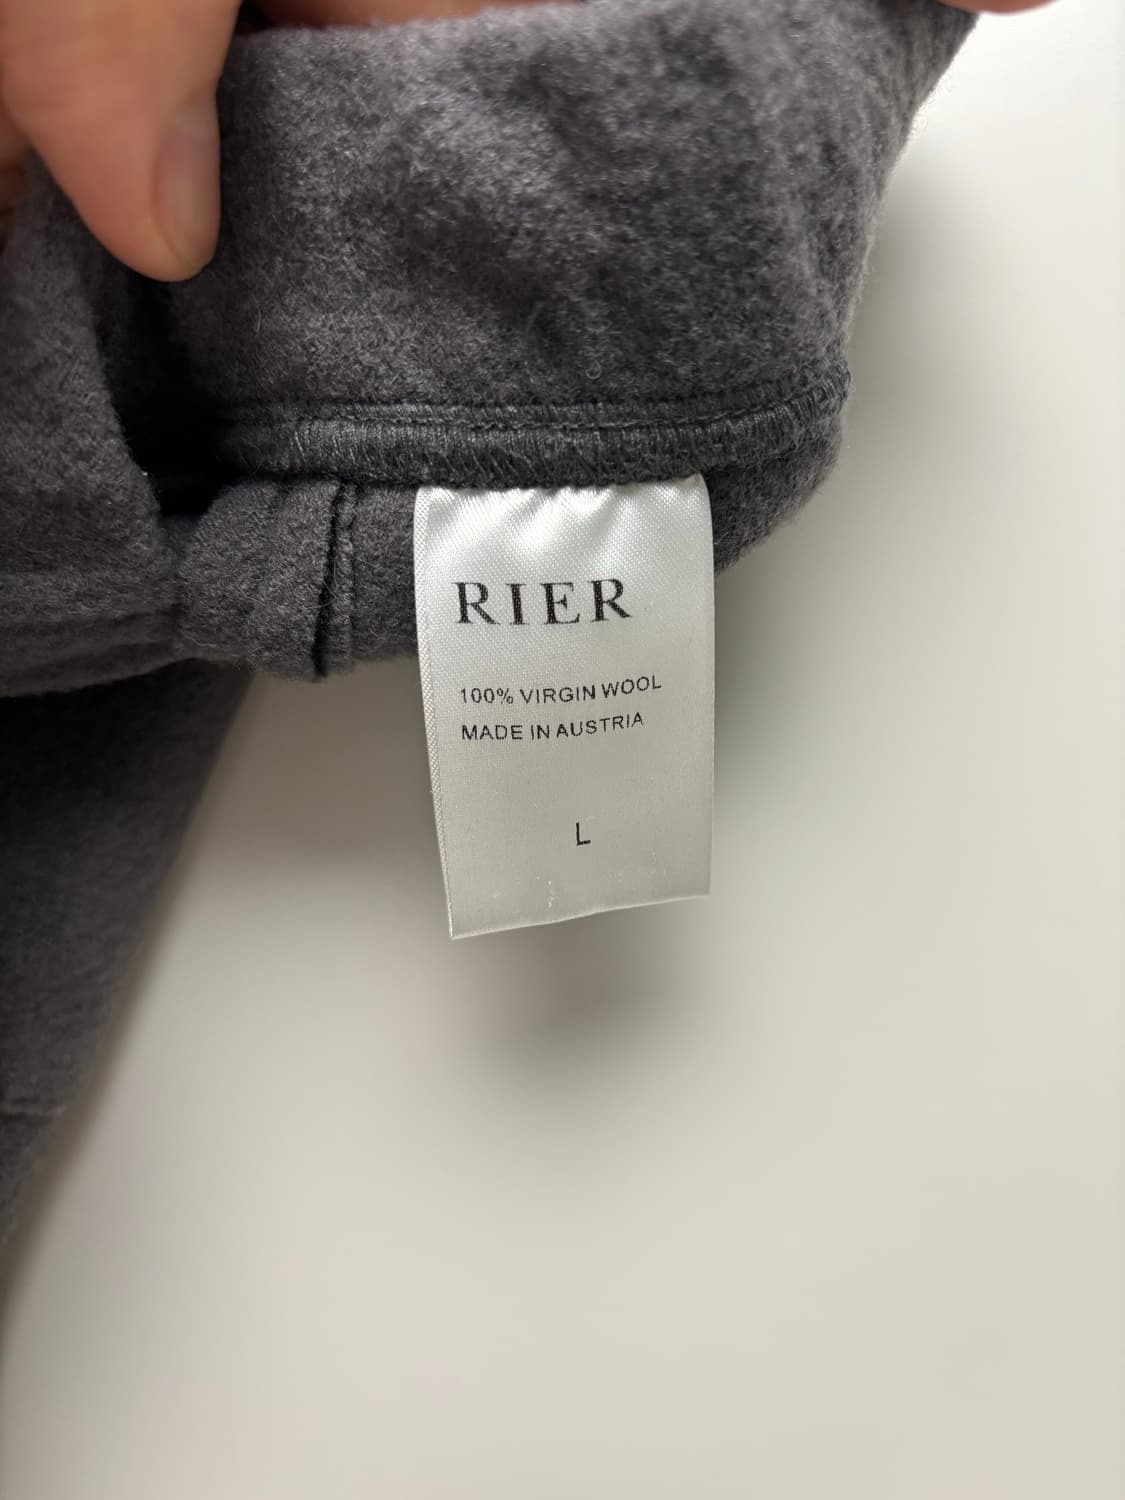 RIER
100% VIRGIN WOOL
MADE IN AUSTRIA
L